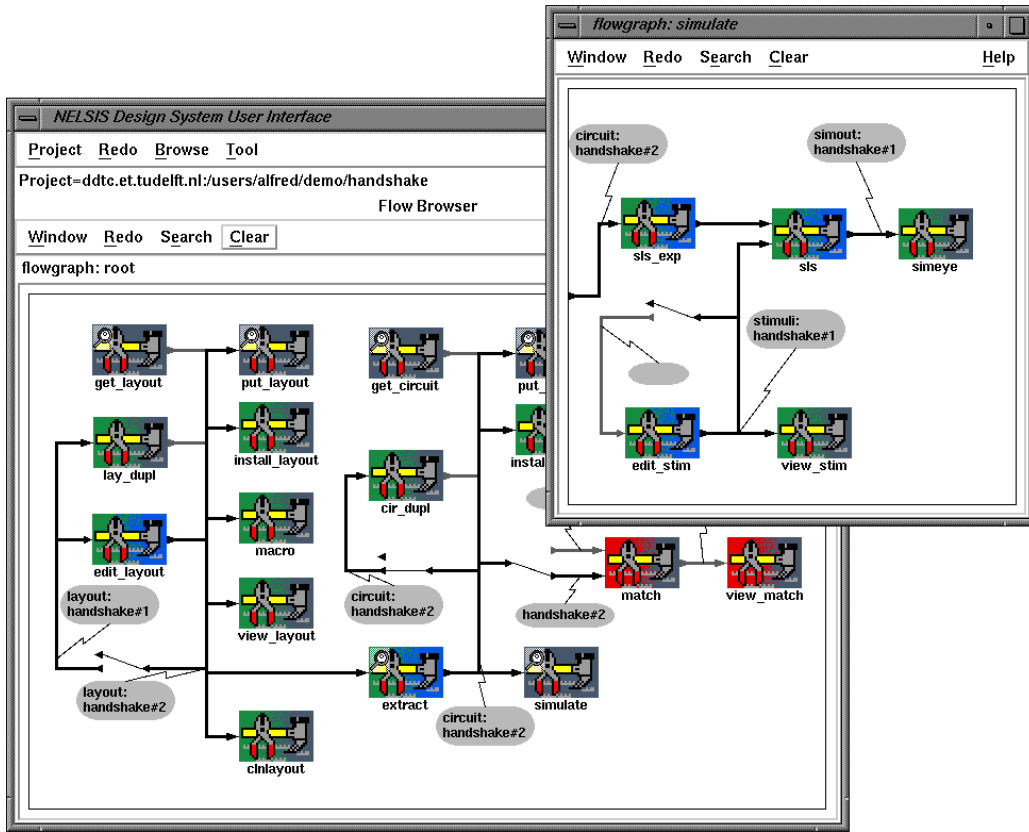 flowgraph: simulate
Window Redo Search Clear Help
circuit:
handshake#2
simout:
handshake#1
sls_exp
sls
simeye
stimuli:
handshake#1
edit_stim
view_stim
NELSIS Design System User Interface
Project Redo Browse Tool
Project=ddtc.et.tudelft.nl:/users/alfred/demo/handshake
Flow Browser
Window Redo Search Clear
flowgraph: root
get_layout
put_layout
get_circuit
put_
lay_dupl
install_layout
cir_dupl
instal
edit_layout
macro
layout:
handshake#1
circuit:
handshake#2
handshake#2
match
view_match
view_layout
layout:
handshake#2
extract
simulate
circuit:
handshake#2
clnlayout